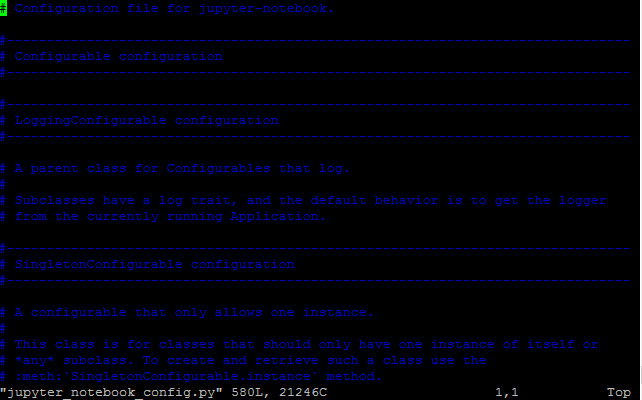 # Configuration file for jupyter-notebook.
#------------------------------------------------------------------------------
# Configurable configuration
#------------------------------------------------------------------------------
#------------------------------------------------------------------------------
# LoggingConfigurable configuration
#------------------------------------------------------------------------------
# A parent class for Configurables that log.
#
# Subclasses have a log trait, and the default behavior is to get the logger
# from the currently running Application.
#------------------------------------------------------------------------------
# SingletonConfigurable configuration
#------------------------------------------------------------------------------
# A configurable that only allows one instance.
#
# This class is for classes that should only have one instance of itself or
# *any* subclass. To create and retrieve such a class use the
# :meth:`SingletonConfigurable.instance` method.
"jupyter_notebook_config.py" 580L, 21246C 1,1 Top